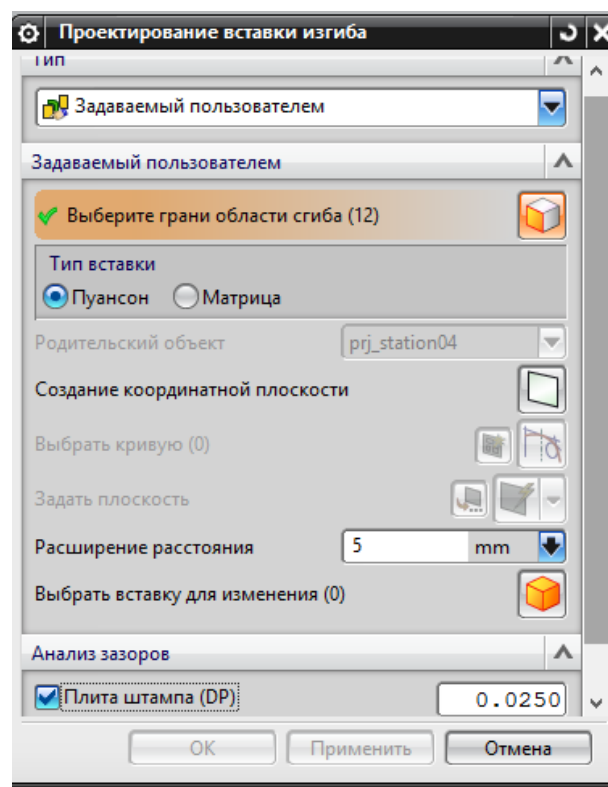 Проектирование вставки изгиба
Тип
Задаваемый пользователем
Задаваемый пользователем
Выберите грани области сгиба (12)
Тип вставки
Пуансон Матрица
Родительский объект prj_station04
Создание координатной плоскости
Выбрать кривую (0)
Задать плоскость
Расширение расстояния 5 mm
Выбрать вставку для изменения (0)
Анализ зазоров
Плита штампа (DP) 0.0250
ОК Применить Отмена